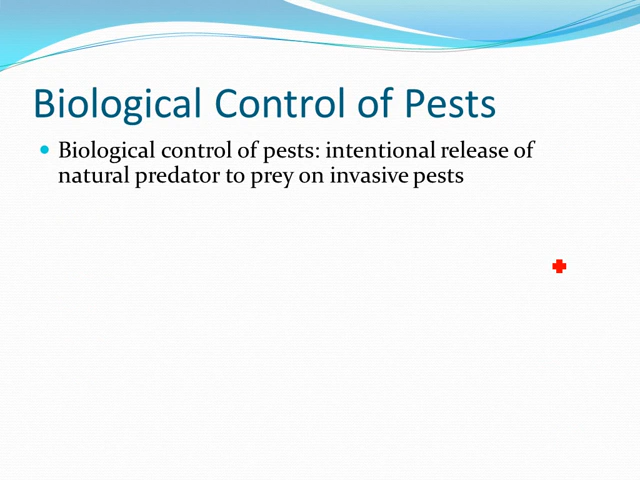 Biological Control of Pests
• Biological control of pests: intentional release of
natural predator to prey on invasive pests